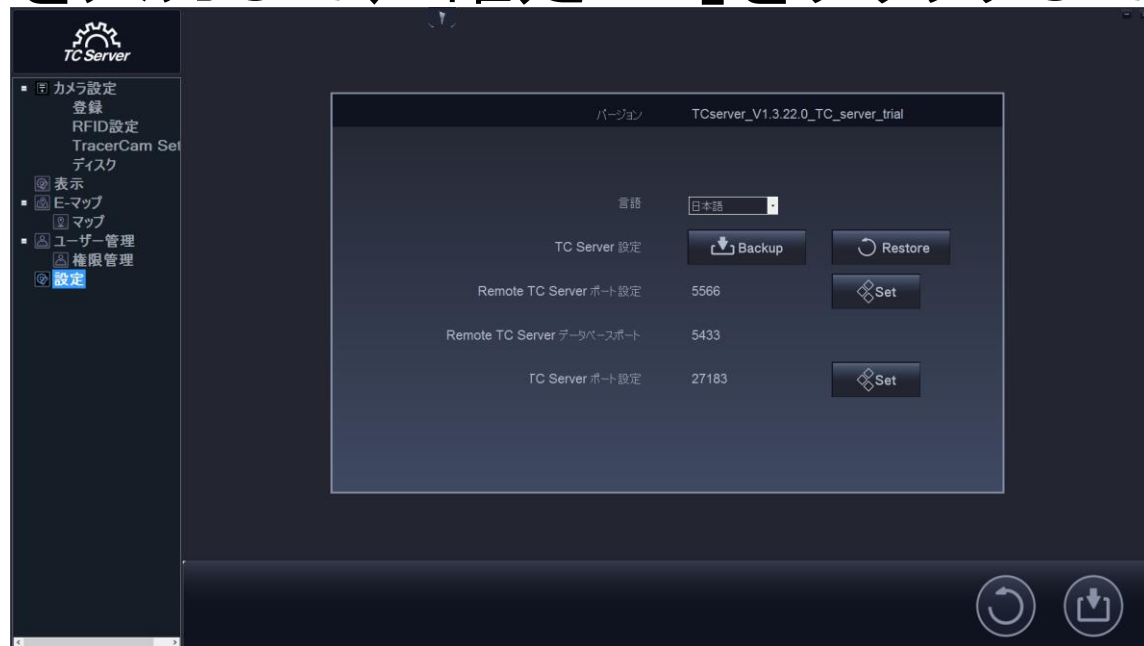 TC Server
カメラ設定
登録
RFID設定
TracerCam Set
ディスク
表示
E-マップ
マップ
ユーザー管理
権限管理
設定
バージョン TCserver_V1.3.22.0_TC_server_trial
言語 日本語
TC Server 設定 Backup Restore
Remote TC Server ポート設定 5566 Set
Remote TC Server データベースポート 5433
TC Server ポート設定 27183 Set